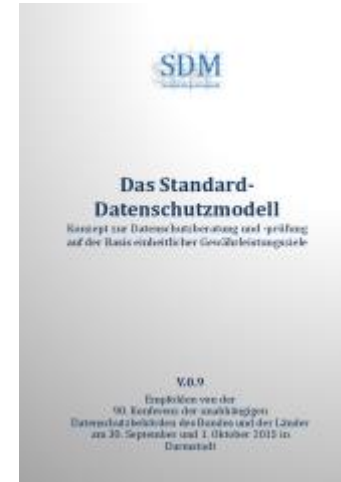 SDM
Das Standard-
Datenschutzmodell
Konzept zur Datenschutzberatung und -prüfung
auf der Basis einheitlicher Gewährleistungsziele
V.0.9
Empfohlen von der
90. Konferenz der unabhängigen
Datenschutzbehörden des Bundes und der Länder
am 30. September und 1. Oktober 2015 in
Darmstadt